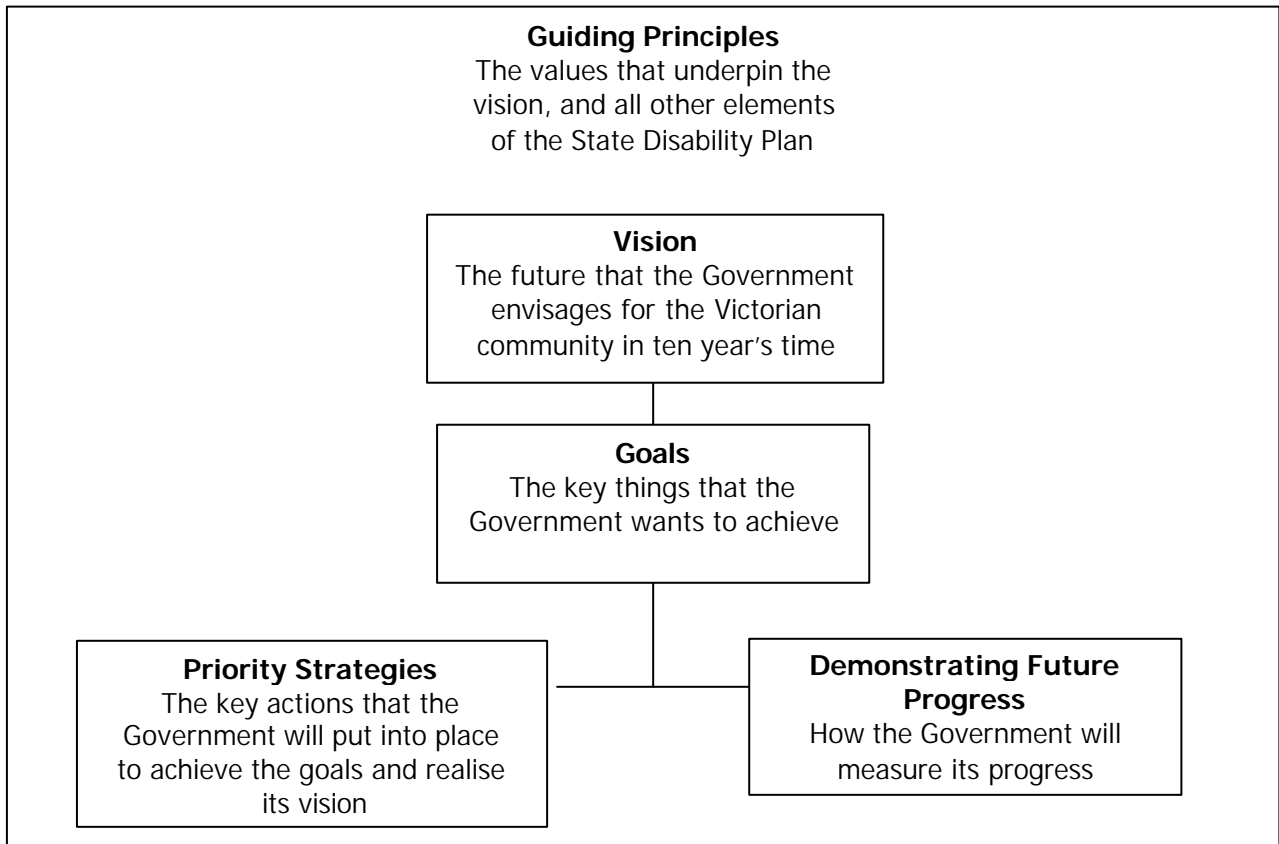 Guiding Principles
The values that underpin the
vision, and all other elements
of the State Disability Plan
Vision
The future that the Government
envisages for the Victorian
community in ten year's time
Goals
The key things that the
Government wants to achieve
Priority Strategies
The key actions that the
Government will put into place
to achieve the goals and realise
its vision
Demonstrating Future
Progress
How the Government will
measure its progress